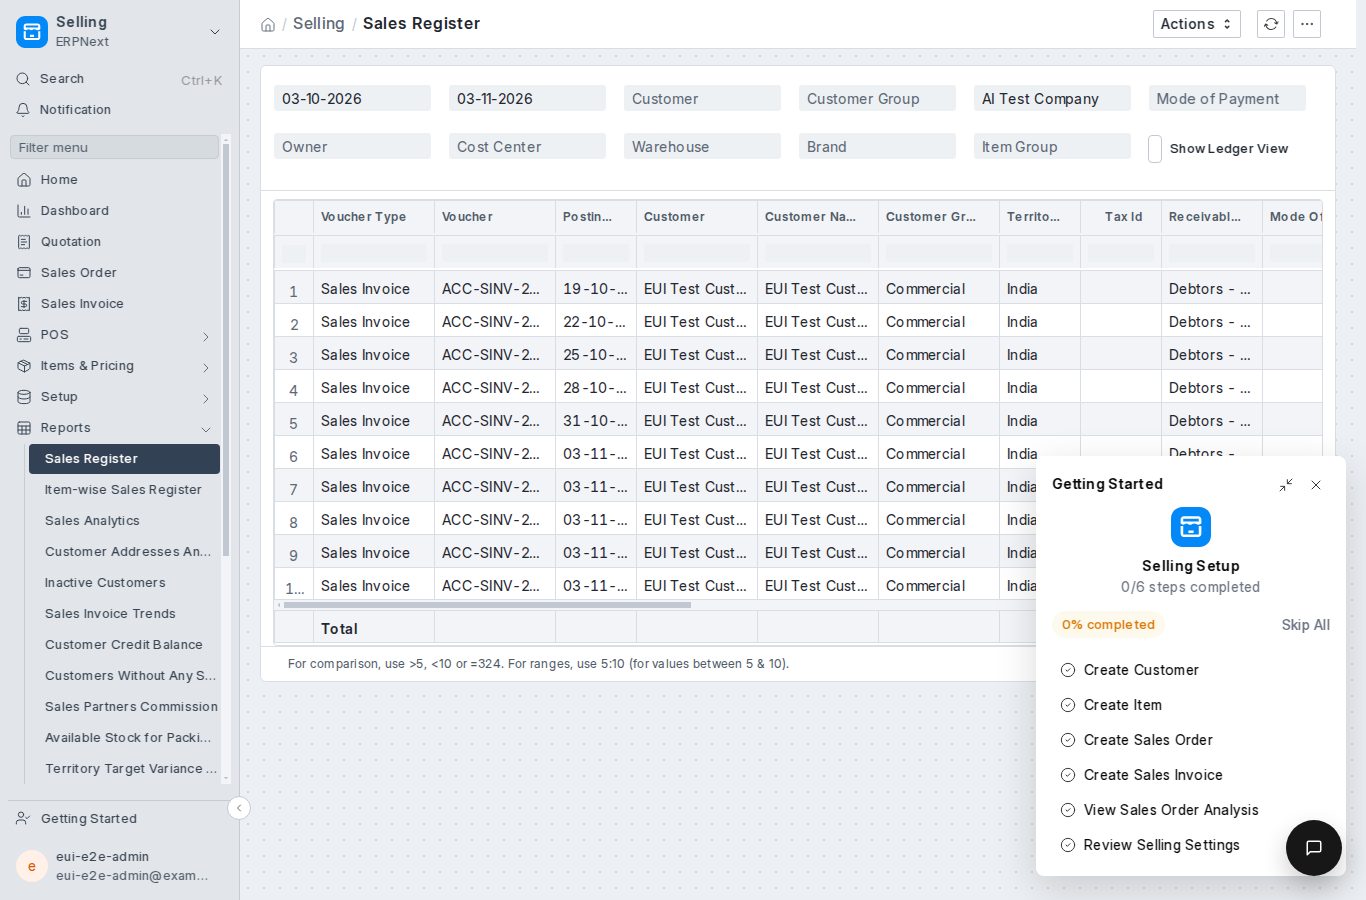 Selling
ERPNext
Search Ctrl+K
Notification
Filter menu
Home
Dashboard
Quotation
Sales Order
Sales Invoice
POS
Items & Pricing
Setup
Reports
Sales Register
Item-wise Sales Register
Sales Analytics
Customer Addresses An...
Inactive Customers
Sales Invoice Trends
Customer Credit Balance
Customers Without Any S...
Sales Partners Commission
Available Stock for Packi...
Territory Target Variance ...
Getting Started
e
eui-e2e-admin
eui-e2e-admin@exam...
/ Selling / Sales Register
Actions
03-10-2026 03-11-2026 Customer Customer Group AI Test Company Mode of Payment
Owner Cost Center Warehouse Brand Item Group Show Ledger View
Voucher Type Voucher Postin... Customer Customer Na... Customer Gr... Territo... Tax Id Receivabl... Mode Of
1 Sales Invoice ACC-SINV-2... 19-10-... EUI Test Cust... EUI Test Cust... Commercial India Debtors - ...
2 Sales Invoice ACC-SINV-2... 22-10-... EUI Test Cust... EUI Test Cust... Commercial India Debtors - ...
3 Sales Invoice ACC-SINV-2... 25-10-... EUI Test Cust... EUI Test Cust... Commercial India Debtors - ...
4 Sales Invoice ACC-SINV-2... 28-10-... EUI Test Cust... EUI Test Cust... Commercial India Debtors - ...
5 Sales Invoice ACC-SINV-2... 31-10-... EUI Test Cust... EUI Test Cust... Commercial India Debtors - ...
6 Sales Invoice ACC-SINV-2... 03-11-... EUI Test Cust... EUI Test Cust... Commercial India Debtors - ...
7 Sales Invoice ACC-SINV-2... 03-11-... EUI Test Cust... EUI Test Cust... Commercial India
8 Sales Invoice ACC-SINV-2... 03-11-... EUI Test Cust... EUI Test Cust... Commercial India
9 Sales Invoice ACC-SINV-2... 03-11-... EUI Test Cust... EUI Test Cust... Commercial India
1... Sales Invoice ACC-SINV-2... 03-11-... EUI Test Cust... EUI Test Cust... Commercial India
Total
For comparison, use >5, <10 or =324. For ranges, use 5:10 (for values between 5 & 10).
Getting Started
Selling Setup
0/6 steps completed
0% completed Skip All
Create Customer
Create Item
Create Sales Order
Create Sales Invoice
View Sales Order Analysis
Review Selling Settings